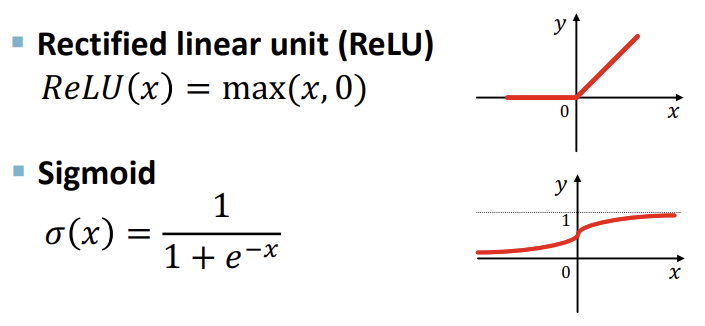 Rectified linear unit (ReLU)
ReLU(x) = max(x, 0)
y
0
x
Sigmoid
σ(x) = 1 / 1 + e^−x
y
1
0
x